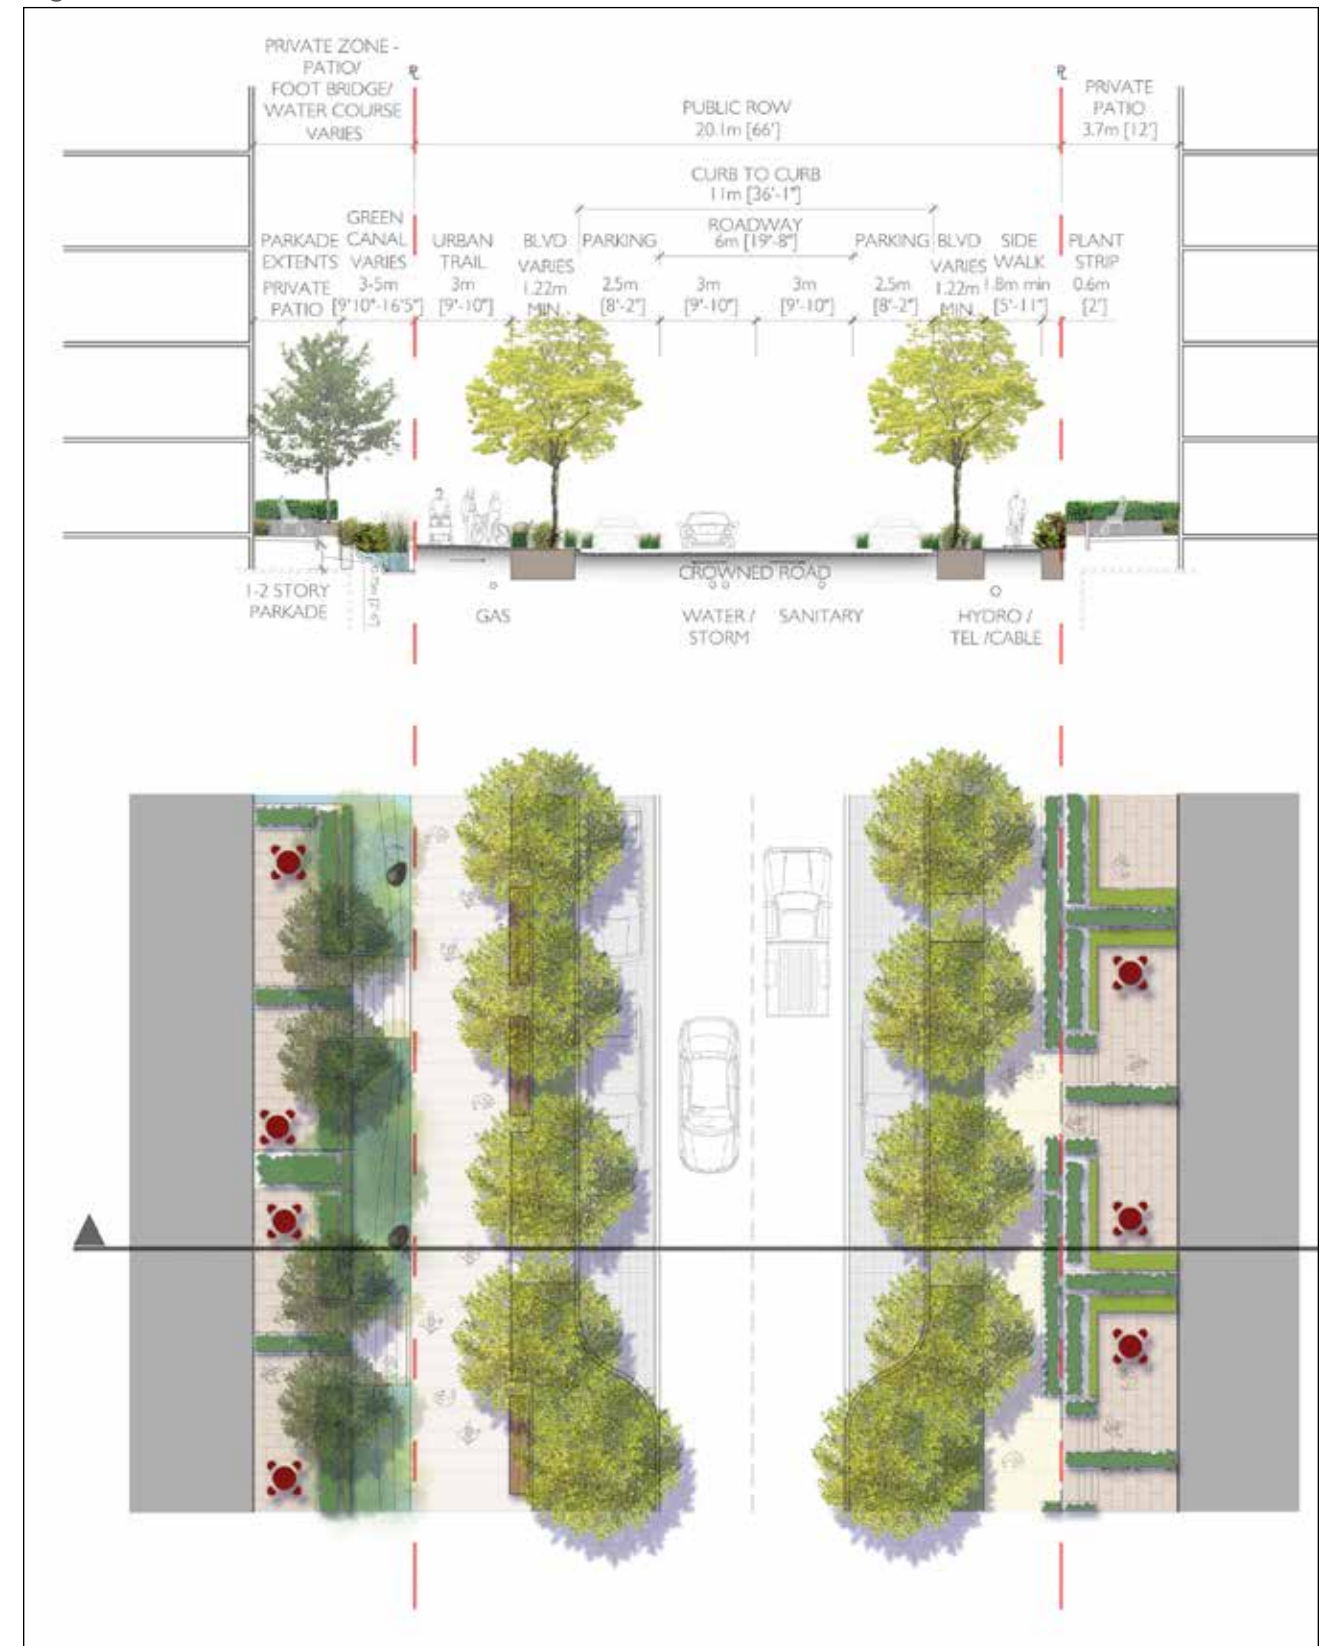 PRIVATE ZONE -
PATIO/
FOOT BRIDGE/
WATER COURSE
VARIES
PUBLIC ROW
20.1m [66']
PRIVATE
PATIO
3.7m [12']
CURB TO CURB
11m [36'-1"]
ROADWAY
6m [19"-8"]
PARKADE
EXTENTS
PRIVATE
PATIO
GREEN
CANAL
VARIES
3-5m
[9'10"-16'5"]
URBAN
TRAIL
3m
[9'-10"]
BLVD
VARIES
1.22m
MIN.
PARKING
2.5m
[8'-2"]
3m
[9'-10"]
3m
[9'-10"]
PARKING
2.5m
[8'-2"]
BLVD
VARIES
1.22m
MIN.
SIDE
WALK
1.8m min
[5'-11"]
PLANT
STRIP
0.6m
[2']
1-2 STORY
PARKADE
GAS
CROWNED ROAD
WATER /
STORM
SANITARY
HYDRO /
TEL /CABLE